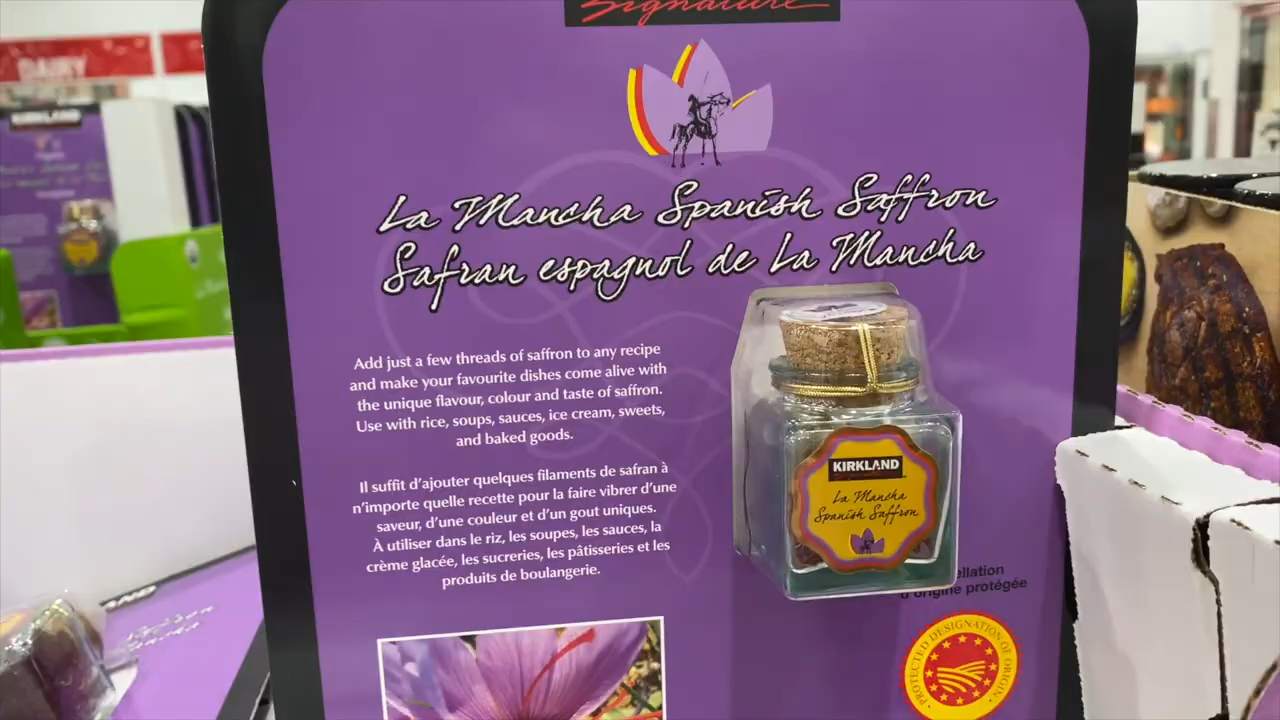 Signature
La Mancha Spanish Saffron
Safran espagnol de La Mancha
Add just a few threads of saffron to any recipe
and make your favourite dishes come alive with
the unique flavour, colour and taste of saffron.
Use with rice, soups, sauces, ice cream, sweets,
and baked goods.
Il suffit d'ajouter quelques filaments de safran à
n'importe quelle recette pour la faire vibrer d'une
saveur, d'une couleur et d'un gout uniques.
À utiliser dans le riz, les soupes, les sauces, la
crème glacée, les sucreries, les pâtisseries et les
produits de boulangerie.
KIRKLAND
La Mancha
Spanish Saffron
ellation
d'origine protégée
PROTECTED DESIGNATION OF ORIGIN
DAIRY
KIRKLAND